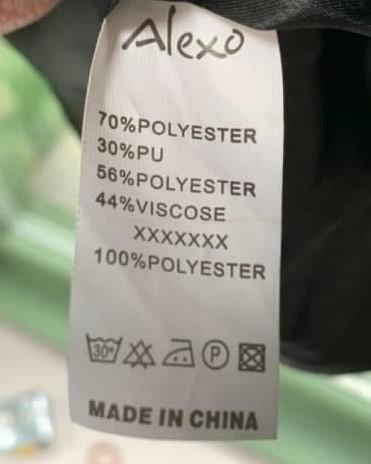 Alexo
70%POLYESTER
30%PU
56%POLYESTER
44%VISCOSE
XXXXXXX
100%POLYESTER
30° P
MADE IN CHINA